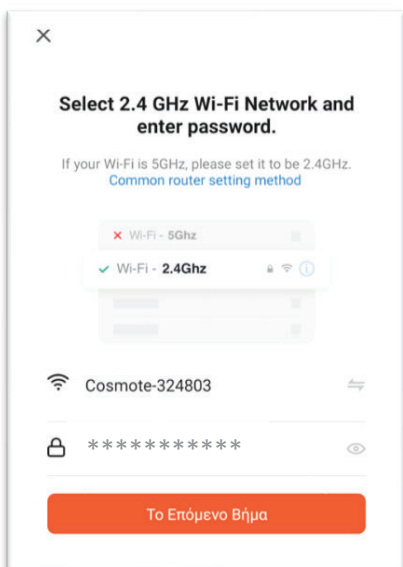 Select 2.4 GHz Wi-Fi Network and
enter password.
If your Wi-Fi is 5GHz, please set it to be 2.4GHz.
Common router setting method
Wi-Fi - 5Ghz
Wi-Fi - 2.4Ghz
Cosmote-324803
***********
Το Επόμενο Βήμα